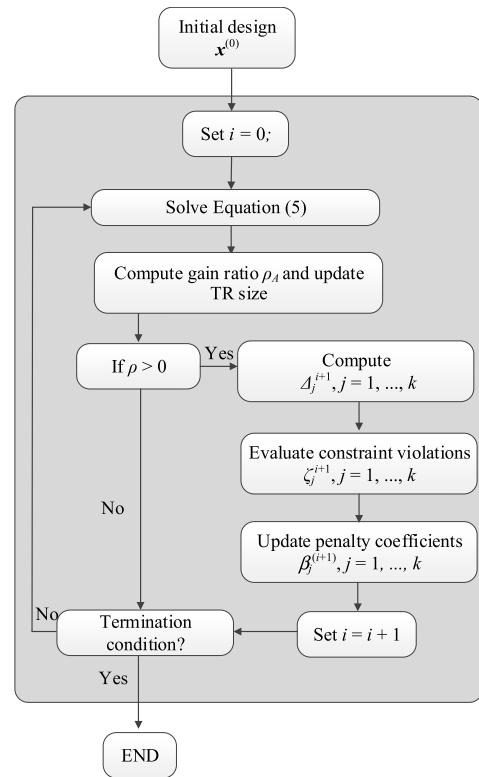 Initial design
x^(0)
Set i = 0;
Solve Equation (5)
Compute gain ratio ρ_A and update
TR size
If ρ > 0
Yes
Compute
Δ_j^{i+1}, j = 1, ..., k
Evaluate constraint violations
ζ_j^{i+1}, j = 1, ..., k
No
Update penalty coefficients
β_j^{(i+1)}, j = 1, ..., k
No
Termination
condition?
Set i = i + 1
Yes
END